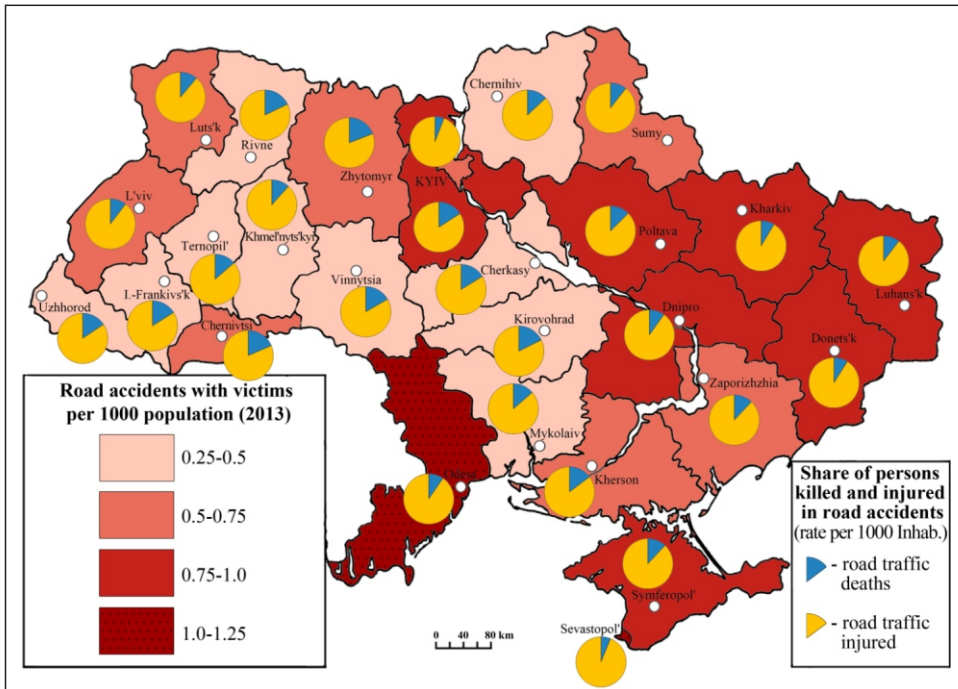 Chernihiv
Luts'k
Rivne
Sumy
Zhytomyr
KYIV
L'viv
Kharkiv
Ternopil'
Khmel'nyts'kyi
Poltava
Cherkasy
Vinnytsia
Uzhhorod
I.-Frankivs'k
Luhans'k
Dnipro
Chernivtsi
Kirovohrad
Donets'k
Zaporizhzhia
Mykolaiv
Kherson
Odesa
Symferopol'
Sevastopol'
Road accidents with victims
per 1000 population (2013)
0.25-0.5
0.5-0.75
0.75-1.0
1.0-1.25
0 40 80 km
Share of persons
killed and injured
in road accidents
(rate per 1000 Inhab.)
- road traffic
deaths
- road traffic
injured